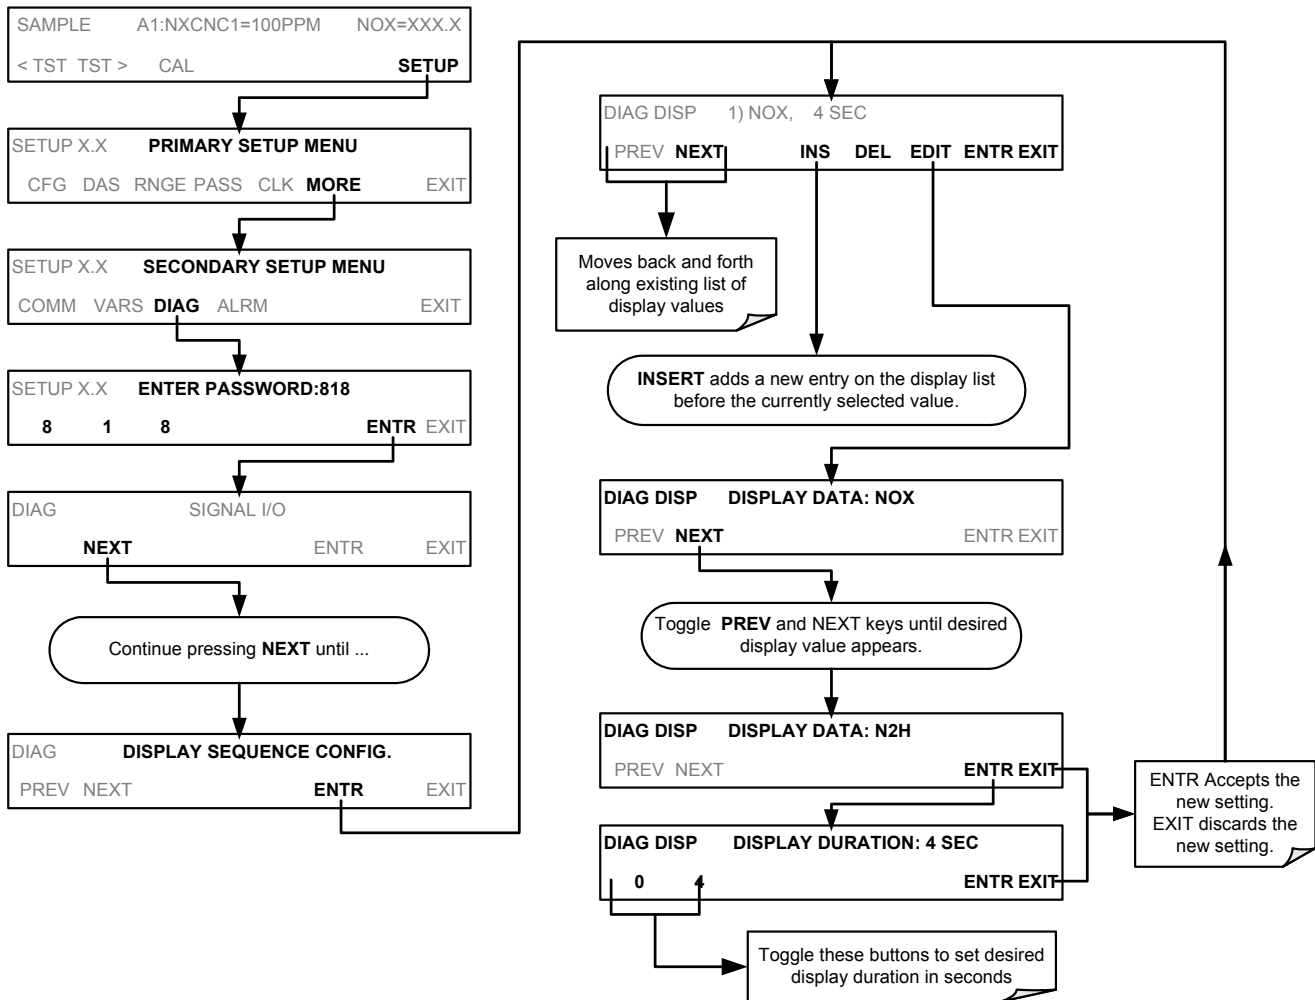 SAMPLE A1:NXCNC1=100PPM NOX=XXX.X
< TST TST > CAL SETUP
SETUP X.X PRIMARY SETUP MENU
CFG DAS RNGE PASS CLK MORE EXIT
SETUP X.X SECONDARY SETUP MENU
COMM VARS DIAG ALRM EXIT
SETUP X.X ENTER PASSWORD:818
8 1 8 ENTR EXIT
DIAG SIGNAL I/O
NEXT ENTR EXIT
Continue pressing NEXT until ...
DIAG DISPLAY SEQUENCE CONFIG.
PREV NEXT ENTR EXIT
DIAG DISP 1) NOX, 4 SEC
PREV NEXT INS DEL EDIT ENTR EXIT
Moves back and forth
along existing list of
display values
INSERT adds a new entry on the display list
before the currently selected value.
DIAG DISP DISPLAY DATA: NOX
PREV NEXT ENTR EXIT
Toggle PREV and NEXT keys until desired
display value appears.
DIAG DISP DISPLAY DATA: N2H
PREV NEXT ENTR EXIT
DIAG DISP DISPLAY DURATION: 4 SEC
0 4 ENTR EXIT
Toggle these buttons to set desired
display duration in seconds
ENTR Accepts the
new setting.
EXIT discards the
new setting.